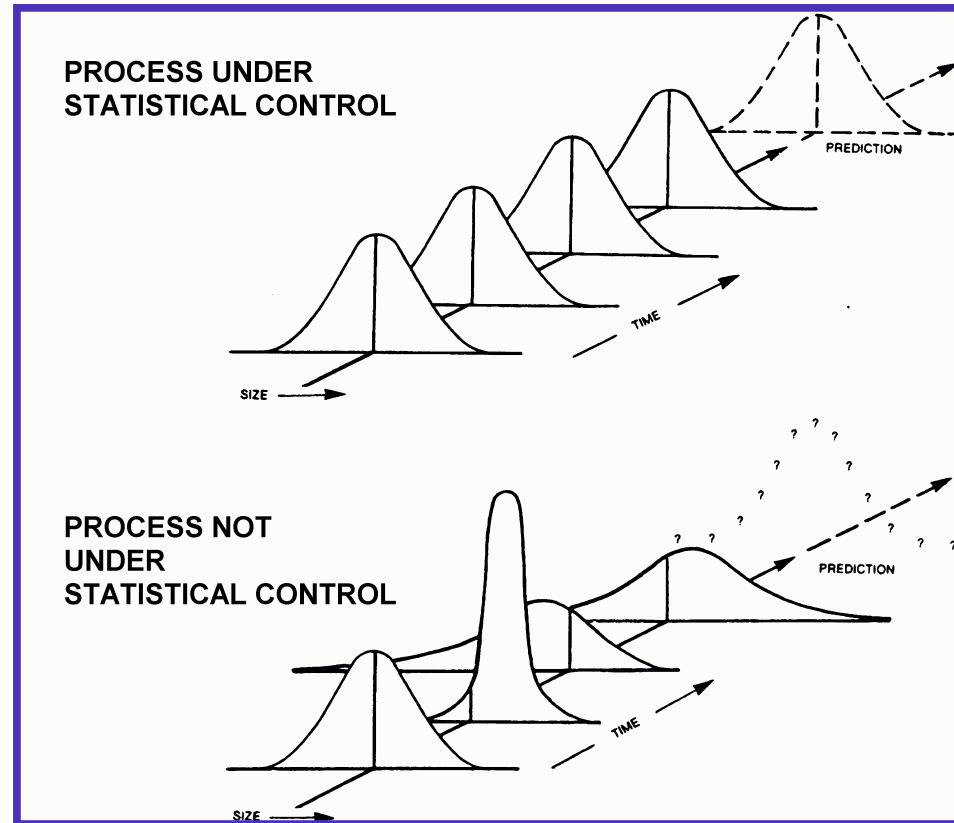 PROCESS UNDER
STATISTICAL CONTROL
PREDICTION
TIME
SIZE
PROCESS NOT
UNDER
STATISTICAL CONTROL
? ? ? ? ? ? ? ? ? ? ? ? ?
PREDICTION
TIME
SIZE